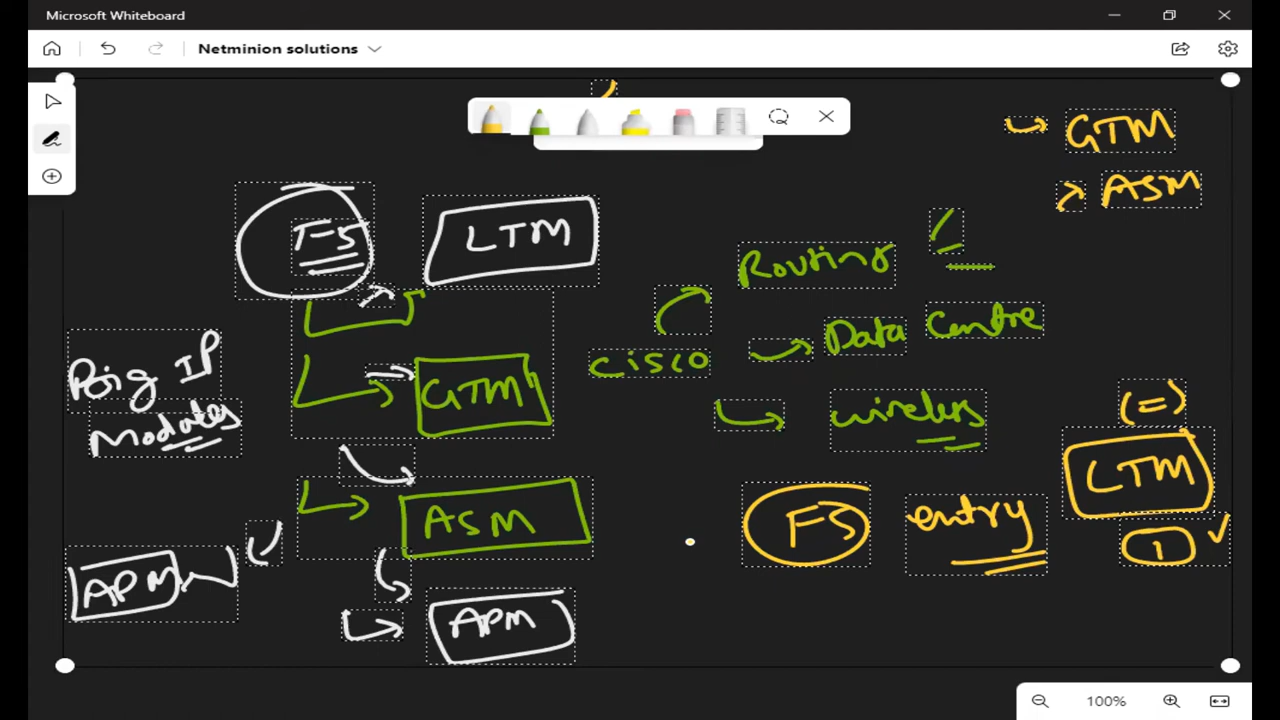 Microsoft Whiteboard
Netminion solutions
GTM
ASM
F5
LTM
Routing
Data Centre
Cisco
Big IP
Modules
GTM
wireless
(=)
LTM
ASM
F5
entry
1
APM
APM
100%